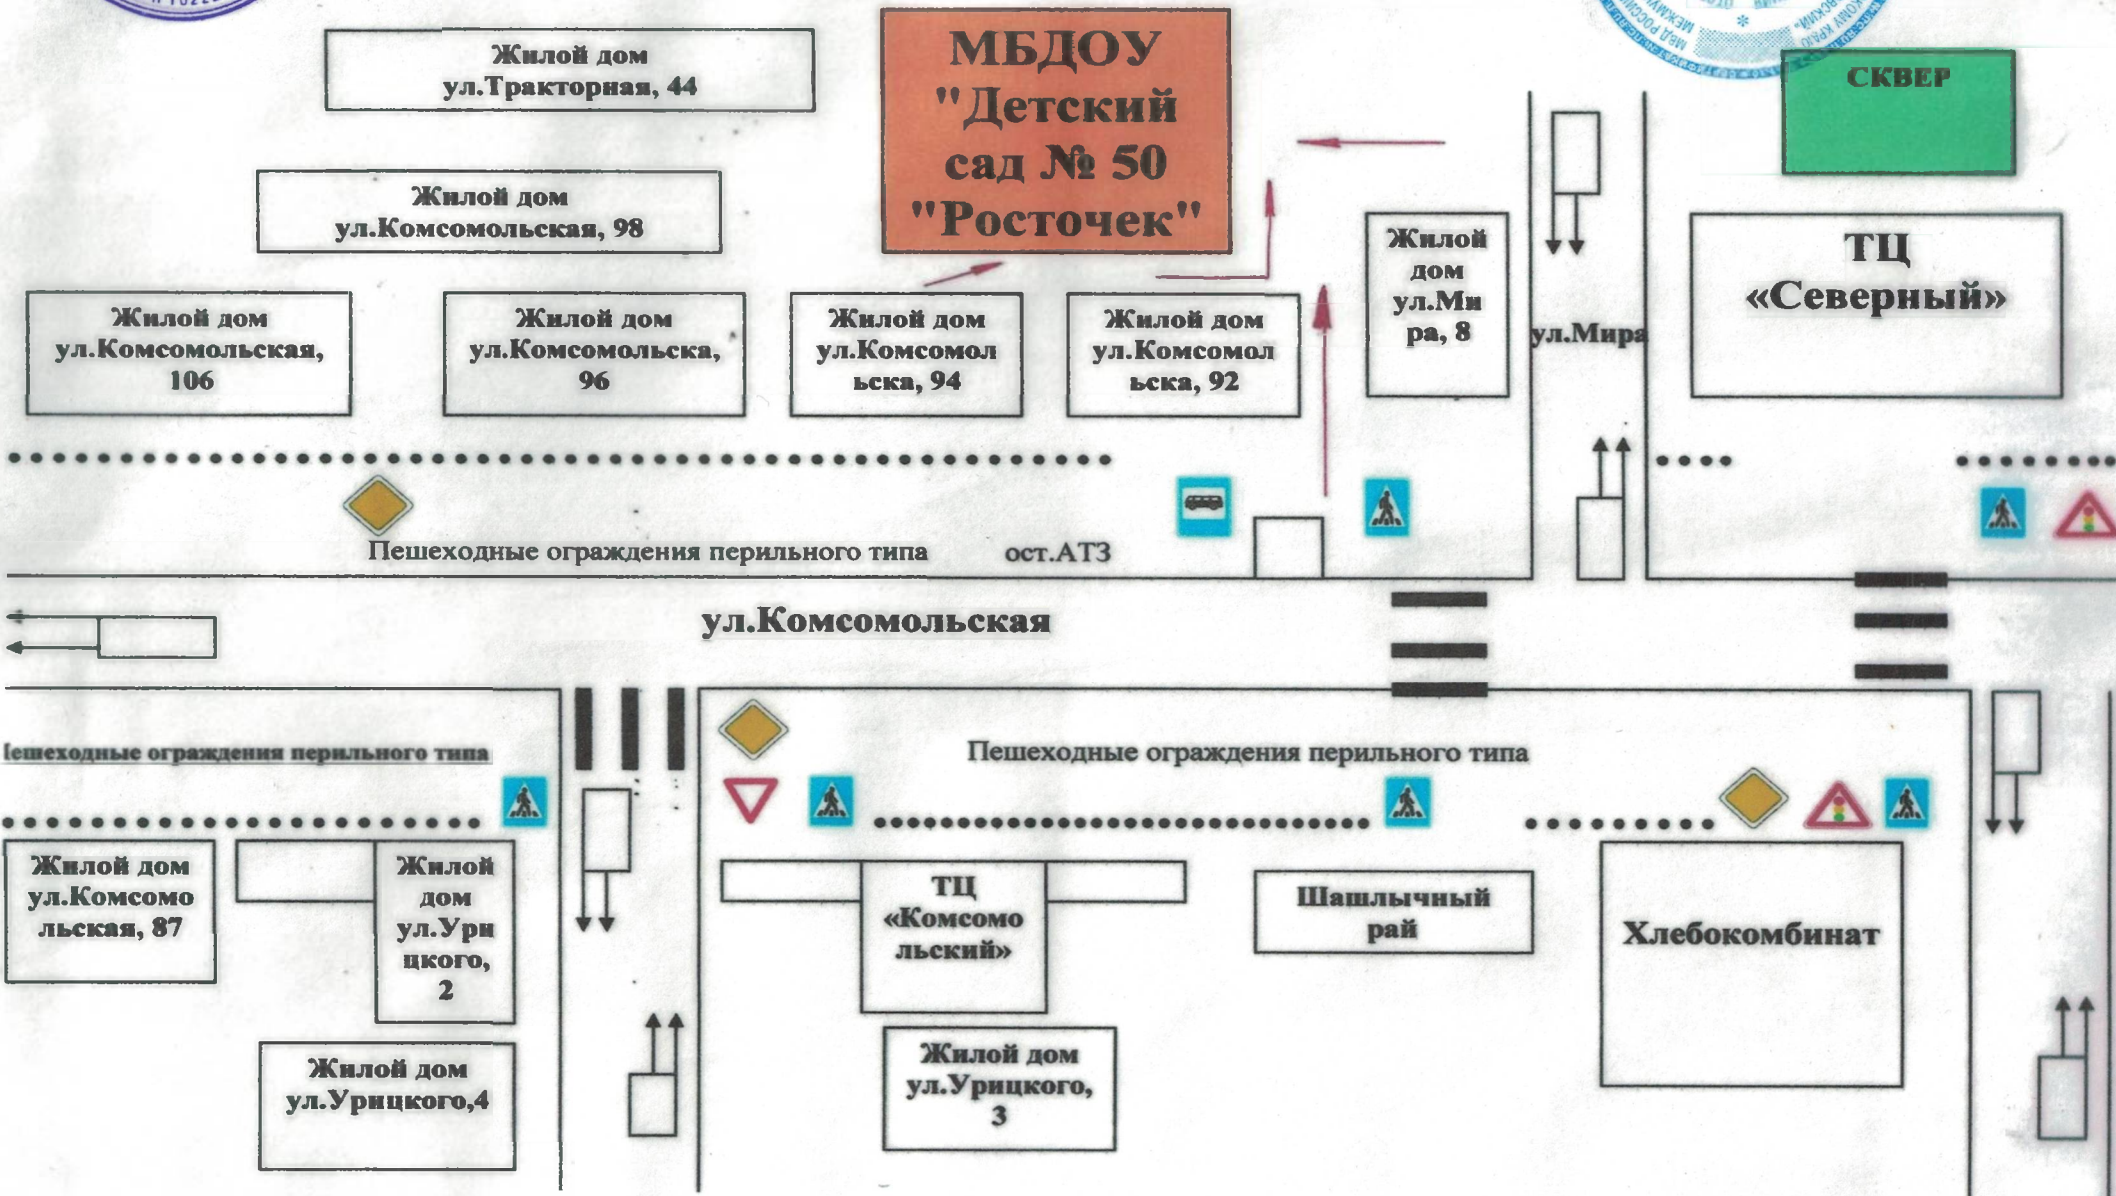 Жилой дом
ул.Тракторная, 44
МБДОУ
"Детский
сад № 50
"Росточек"
СКВЕР
Жилой дом
ул.Комсомольская, 98
Жилой
дом
ул.Ми
ра, 8
ТЦ
«Северный»
ул.Мира
Жилой дом
ул.Комсомольская,
106
Жилой дом
ул.Комсомольска,
96
Жилой дом
ул.Комсомол
ьска, 94
Жилой дом
ул.Комсомол
ьска, 92
Пешеходные ограждения перильного типа
ост.АТЗ
ул.Комсомольская
ешеходные ограждения перильного типа
Пешеходные ограждения перильного типа
Жилой дом
ул.Комсомо
льская, 87
Жилой
дом
ул.Ури
цкого,
2
ТЦ
«Комсомо
льский»
Шашлычный
рай
Хлебокомбинат
Жилой дом
ул.Урицкого,4
Жилой дом
ул.Урицкого,
3